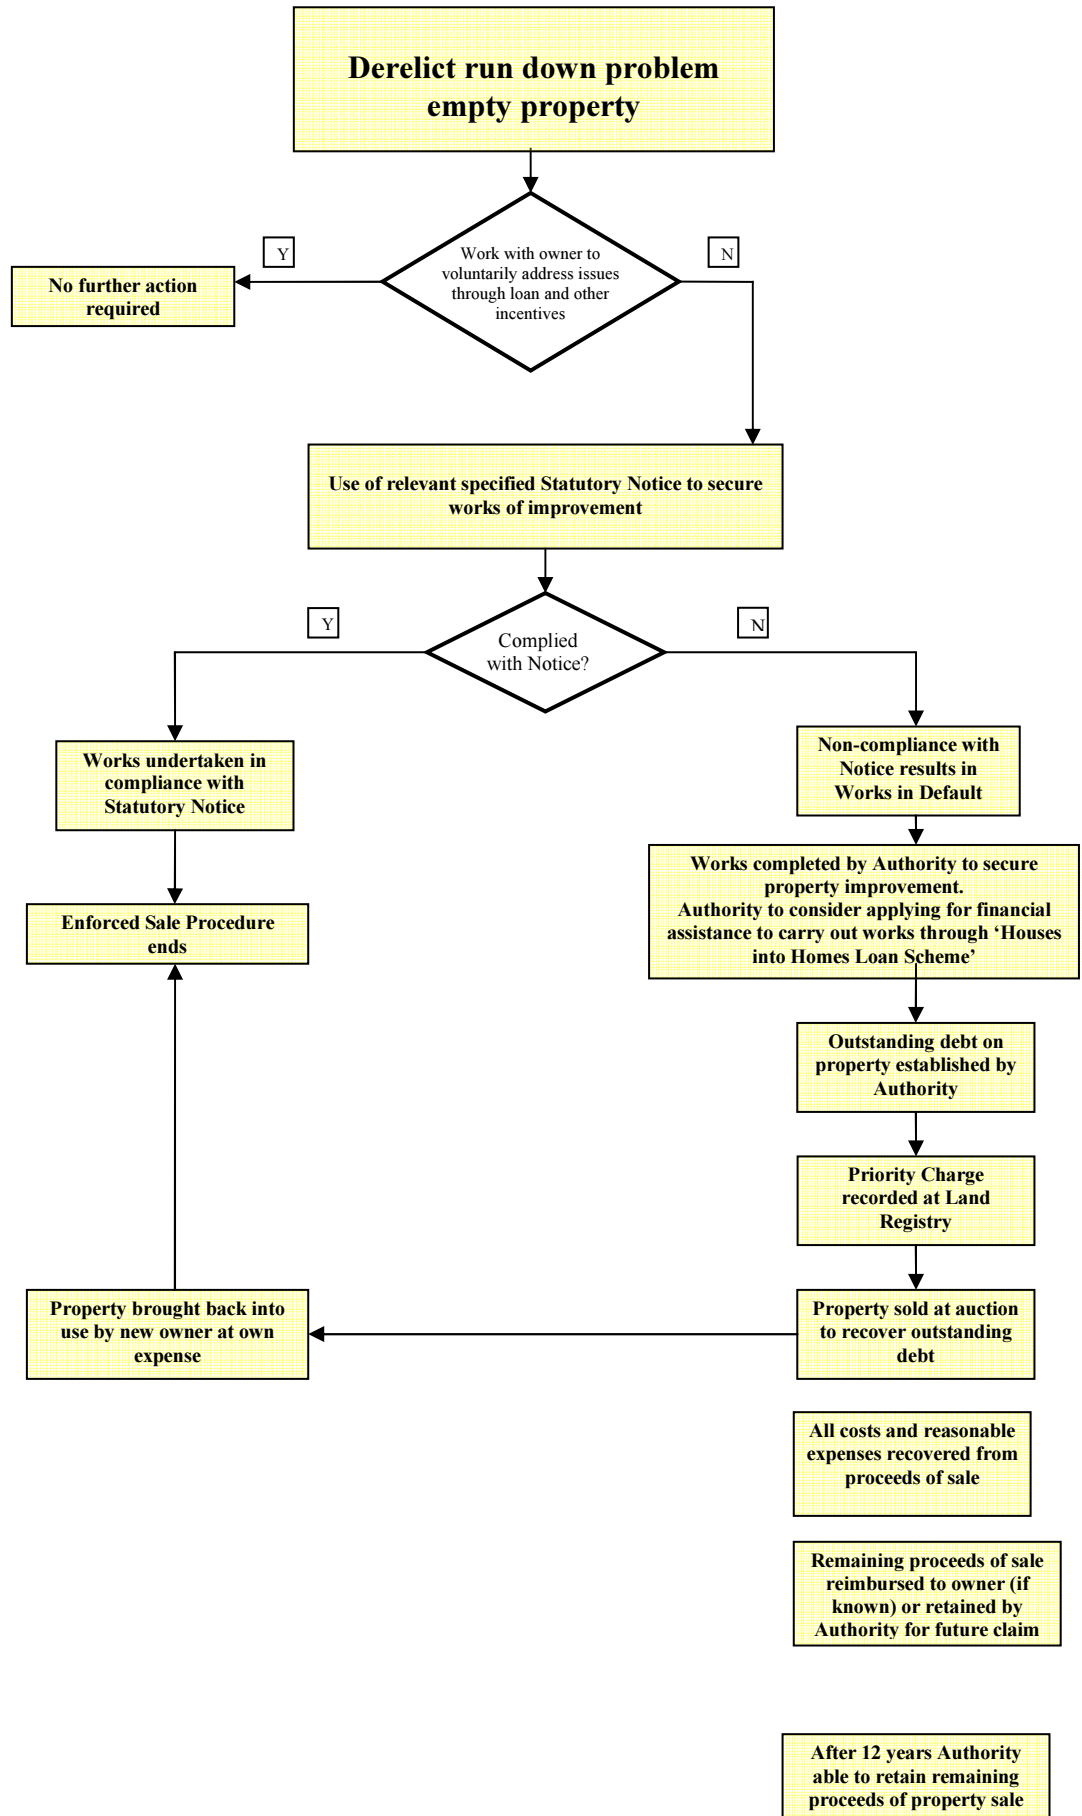 Derelict run down problem
empty property
Work with owner to
voluntarily address issues
through loan and other
incentives
Y
N
No further action
required
Use of relevant specified Statutory Notice to secure
works of improvement
Y
N
Complied
with Notice?
Works undertaken in
compliance with
Statutory Notice
Non-compliance with
Notice results in
Works in Default
Works completed by Authority to secure
property improvement.
Authority to consider applying for financial
assistance to carry out works through ‘Houses
into Homes Loan Scheme’
Enforced Sale Procedure
ends
Outstanding debt on
property established by
Authority
Priority Charge
recorded at Land
Registry
Property brought back into
use by new owner at own
expense
Property sold at auction
to recover outstanding
debt
All costs and reasonable
expenses recovered from
proceeds of sale
Remaining proceeds of sale
reimbursed to owner (if
known) or retained by
Authority for future claim
After 12 years Authority
able to retain remaining
proceeds of property sale